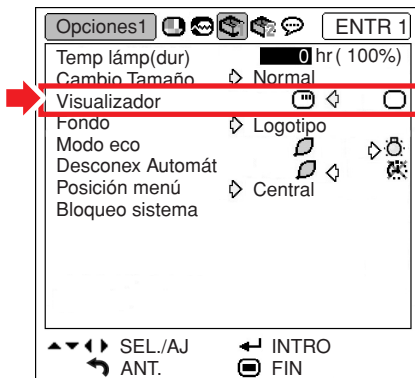 Opciones1 ENTR 1
Temp lámp(dur) 0 hr ( 100%)
Cambio Tamaño Normal
Visualizador
Fondo Logotipo
Modo eco
Desconex Automát
Posición menú Central
Bloqueo sistema
SEL./AJ INTRO
ANT. FIN